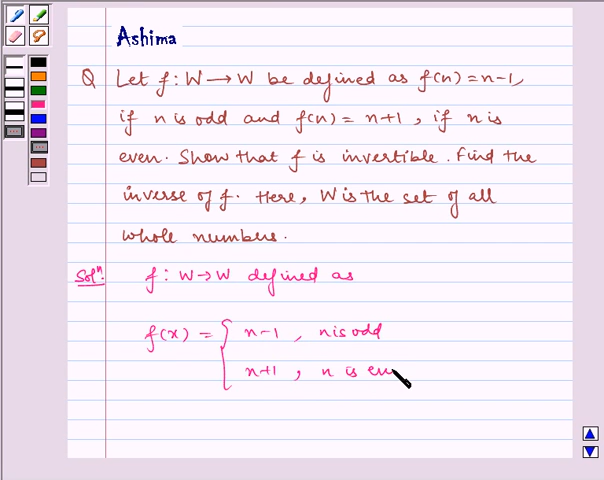 Ashima
Q Let f : W → W be defined as f(n) = n-1,
if n is odd and f(n) = n+1 , if n is
even. Show that f is invertible. Find the
inverse of f. Here, W is the set of all
whole numbers.
Solⁿ. f : W → W defined as
f(x) = { n-1 , n is odd
n+1 , n is eve